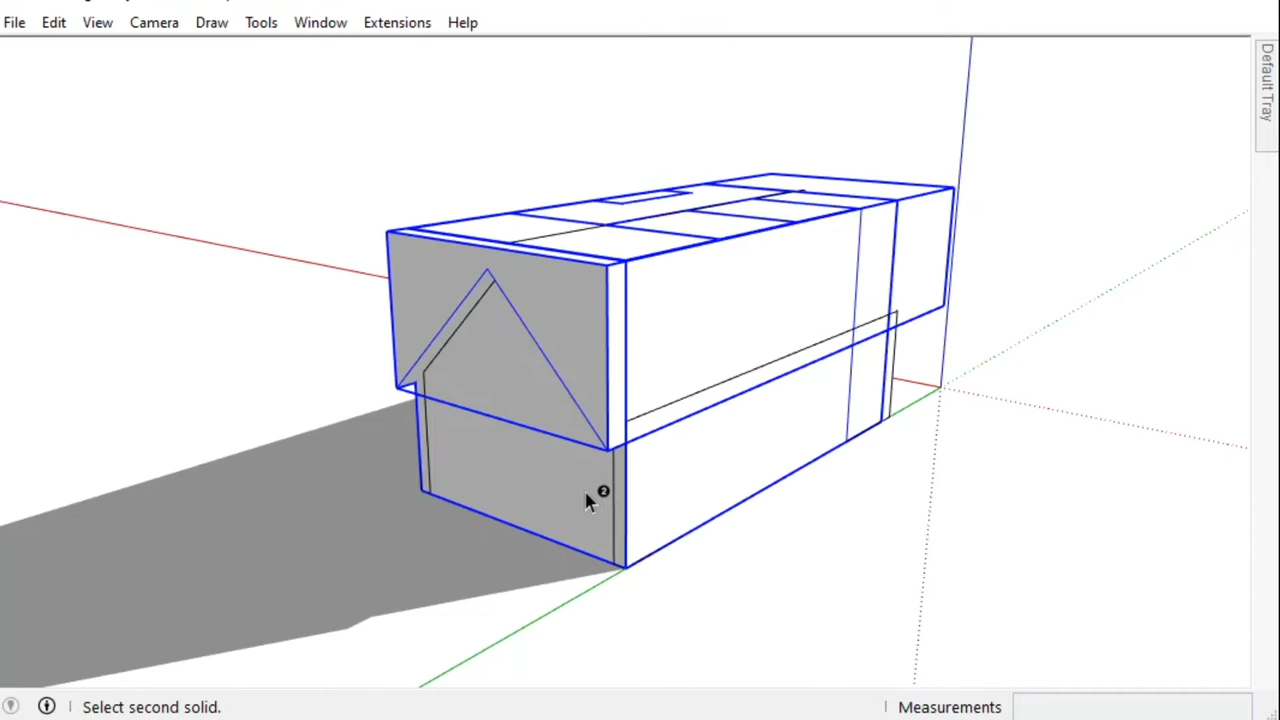 File Edit View Camera Draw Tools Window Extensions Help
Default Tray
2
Select second solid.
Measurements